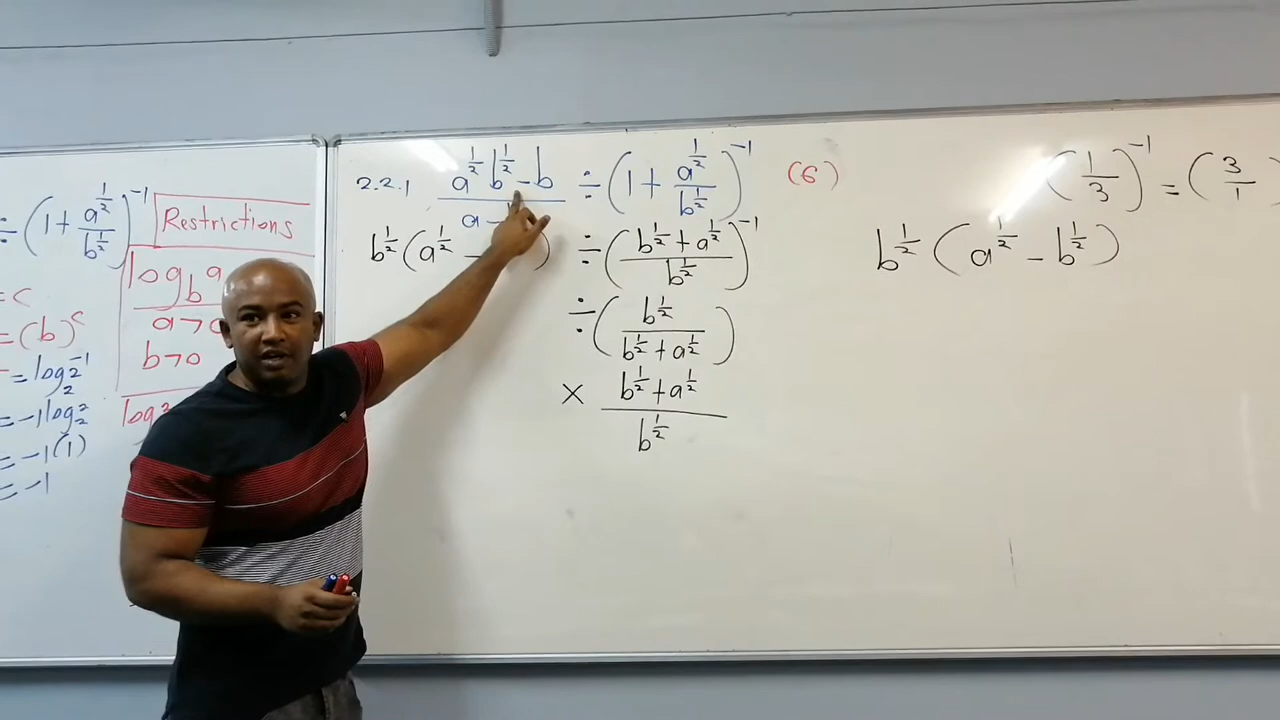 ÷ (1 + a^{1/2}/b^{1/2})^{-1}
Restrictions
log_b a
= c
a > 0
= (b)^c
b > 0
= log_2 2^{-1}
= -1 log_2 2
log 2
= -1(1)
= -1
2.2.1 (a^{1/2} b^{1/2} - b)/(a - ÷ (1 + a^{1/2}/b^{1/2})^{-1} (6)
b^{1/2}(a^{1/2} - ) ÷ ((b^{1/2} + a^{1/2})/b^{1/2})^{-1}
÷ (b^{1/2}/(b^{1/2} + a^{1/2}))
× (b^{1/2} + a^{1/2})/b^{1/2}
(1/3)^{-1} = (3/1
b^{1/2}(a^{1/2} - b^{1/2})